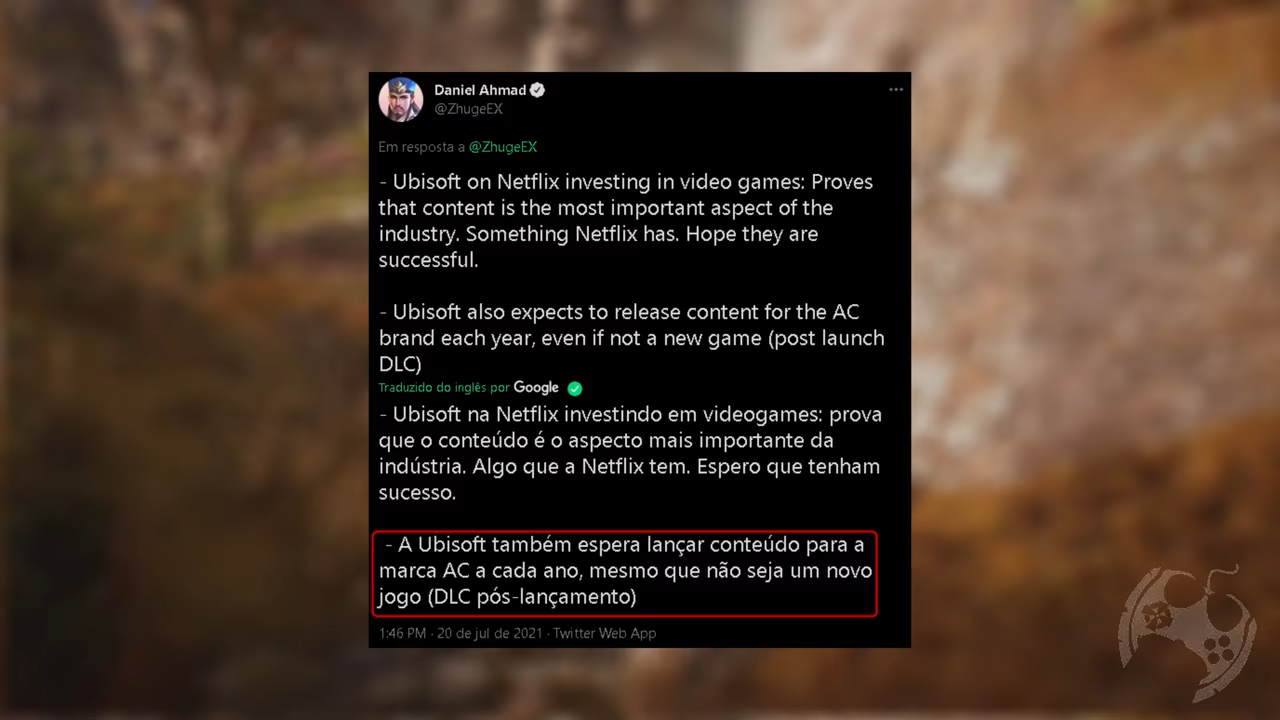 Daniel Ahmad
@ZhugeEX
Em resposta a @ZhugeEX
- Ubisoft on Netflix investing in video games: Proves
that content is the most important aspect of the
industry. Something Netflix has. Hope they are
successful.
- Ubisoft also expects to release content for the AC
brand each year, even if not a new game (post launch
DLC)
Traduzido do inglês por Google
- Ubisoft na Netflix investindo em videogames: prova
que o conteúdo é o aspecto mais importante da
indústria. Algo que a Netflix tem. Espero que tenham
sucesso.
- A Ubisoft também espera lançar conteúdo para a
marca AC a cada ano, mesmo que não seja um novo
jogo (DLC pós-lançamento)
1:46 PM · 20 de jul de 2021 · Twitter Web App